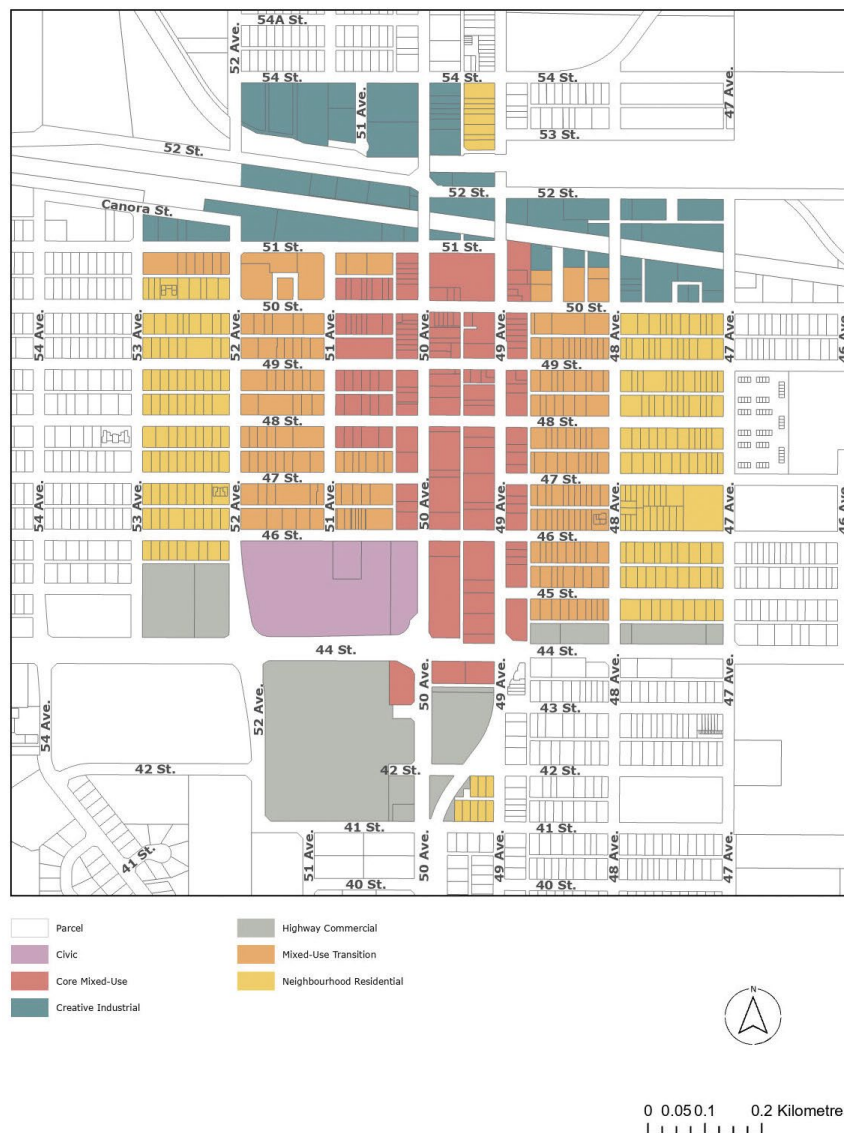 54A St.
52 Ave.
54 St.
54 St.
54 St.
51 Ave.
47 Ave.
53 St.
52 St.
52 St.
52 St.
Canora St.
51 St.
51 St.
50 St.
50 St.
54 Ave.
53 Ave.
52 Ave.
51 Ave.
50 Ave.
49 Ave.
48 Ave.
47 Ave.
46 Av
49 St.
49 St.
48 St.
48 St.
47 St.
47 St.
54 Ave.
53 Ave.
52 Ave.
51 Ave.
50 Ave.
49 Ave.
48 Ave.
47 Ave.
46 Av
46 St.
46 St.
45 St.
44 St.
44 St.
54 Ave.
52 Ave.
50 Ave.
49 Ave.
48 Ave.
47 Ave.
43 St.
42 St.
42 St.
42 St.
41 St.
41 St.
41 St.
51 Ave.
50 Ave.
49 Ave.
48 Ave.
47 Ave.
40 St.
40 St.
Parcel
Highway Commercial
Civic
Mixed-Use Transition
Core Mixed-Use
Neighbourhood Residential
Creative Industrial
N
0 0.05 0.1 0.2 Kilometre